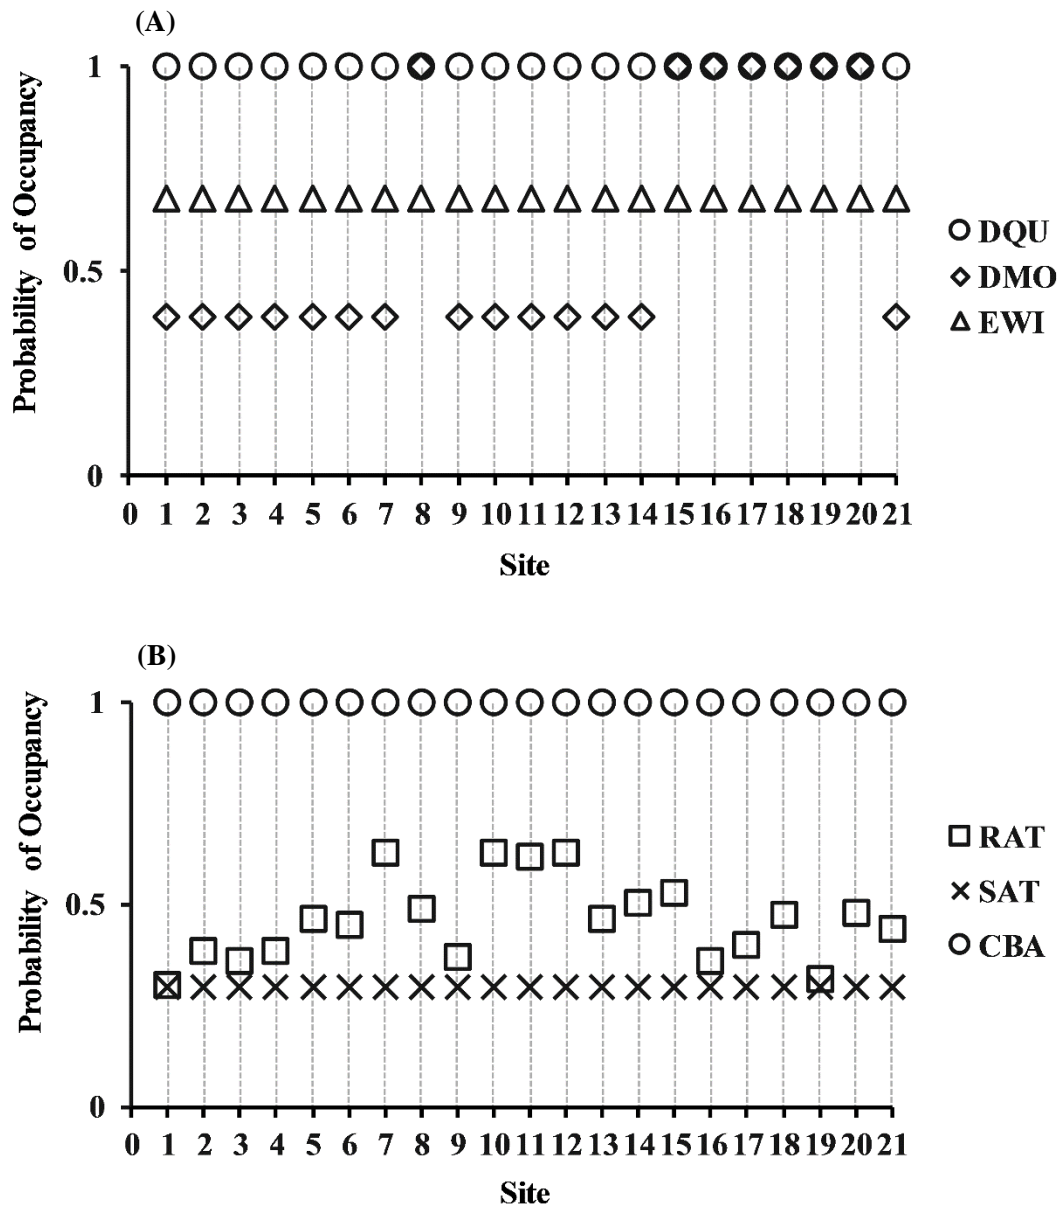 (A)
Probability of Occupancy
1
0.5
0
0 1 2 3 4 5 6 7 8 9 10 11 12 13 14 15 16 17 18 19 20 21
Site
DQU
DMO
EWI
(B)
Probability of Occupancy
1
0.5
0
0 1 2 3 4 5 6 7 8 9 10 11 12 13 14 15 16 17 18 19 20 21
Site
RAT
SAT
CBA